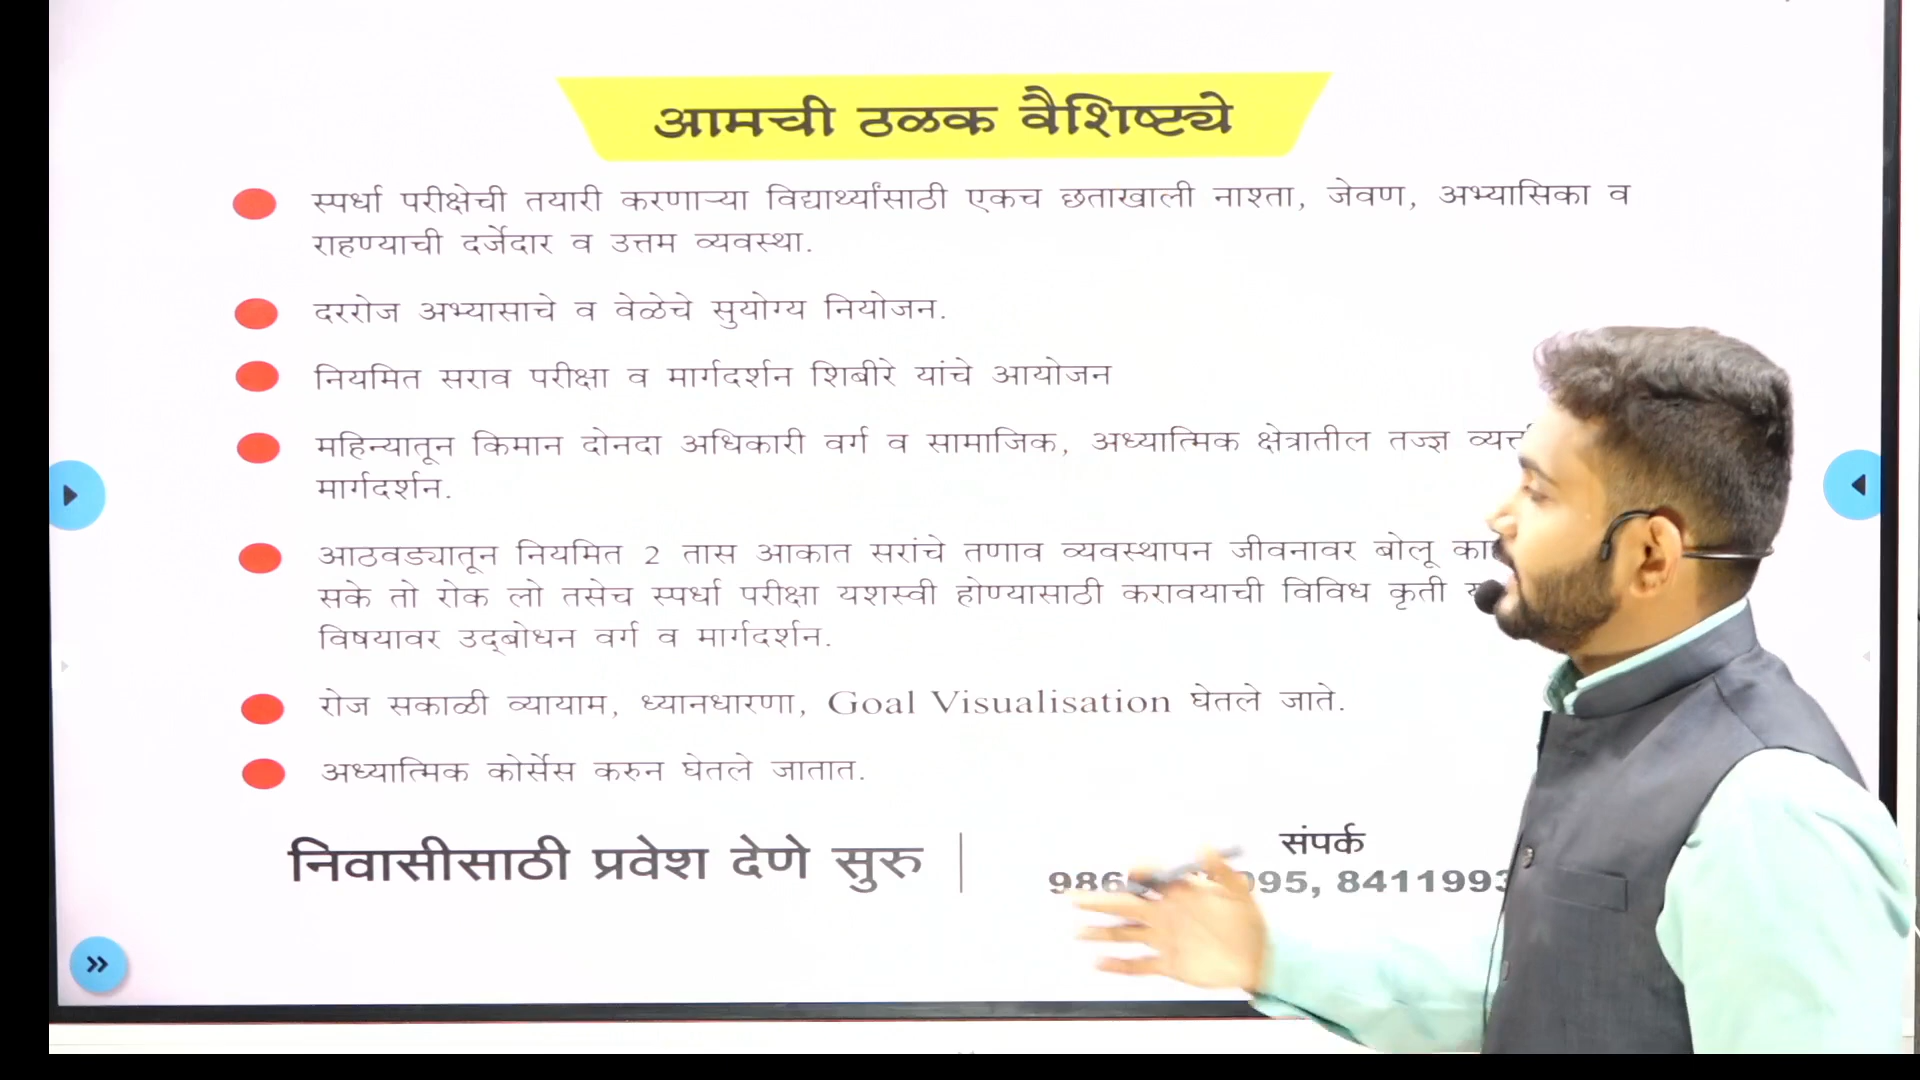 आमची ठळक वैशिष्ट्ये
स्पर्धा परीक्षेची तयारी करणाऱ्या विद्यार्थ्यांसाठी एकच छताखाली नाश्ता, जेवण, अभ्यासिका व
राहण्याची दर्जेदार व उत्तम व्यवस्था.
दररोज अभ्यासाचे व वेळेचे सुयोग्य नियोजन.
नियमित सराव परीक्षा व मार्गदर्शन शिबीरे यांचे आयोजन
महिन्यातून किमान दोनदा अधिकारी वर्ग व सामाजिक, अध्यात्मिक क्षेत्रातील तज्ज्ञ
मार्गदर्शन.
आठवड्यातून नियमित 2 तास आकात सरांचे तणाव व्यवस्थापन जीवनावर बोलू
सके तो रोक लो तसेच स्पर्धा परीक्षा यशस्वी होण्यासाठी करावयाची विविध कृती
विषयावर उद्‌बोधन वर्ग व मार्गदर्शन.
रोज सकाळी व्यायाम, ध्यानधारणा, Goal Visualisation घेतले जाते.
अध्यात्मिक कोर्सेस करुन घेतले जातात.
निवासीसाठी प्रवेश देणे सुरु
संपर्क